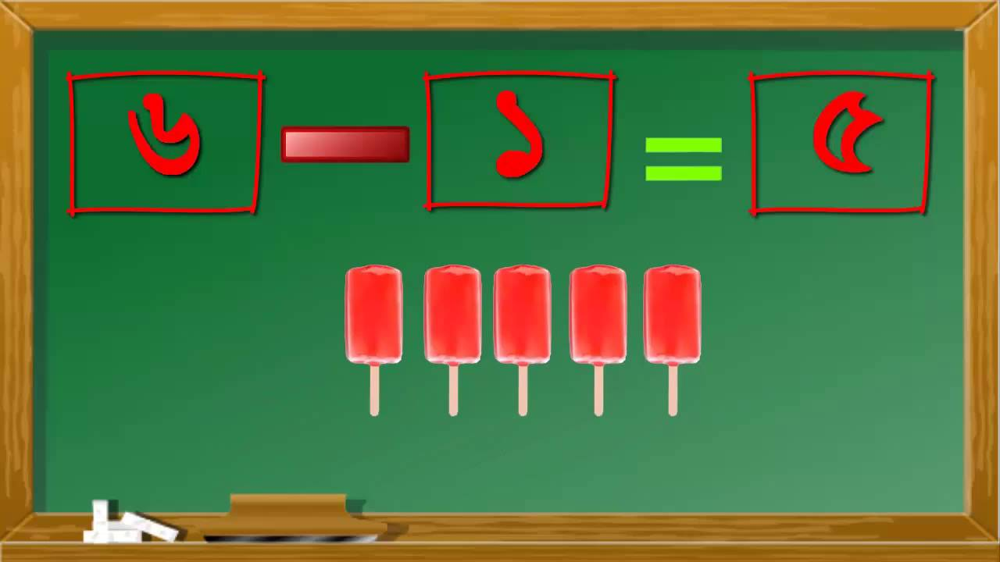 ৬ - ১ = ৫